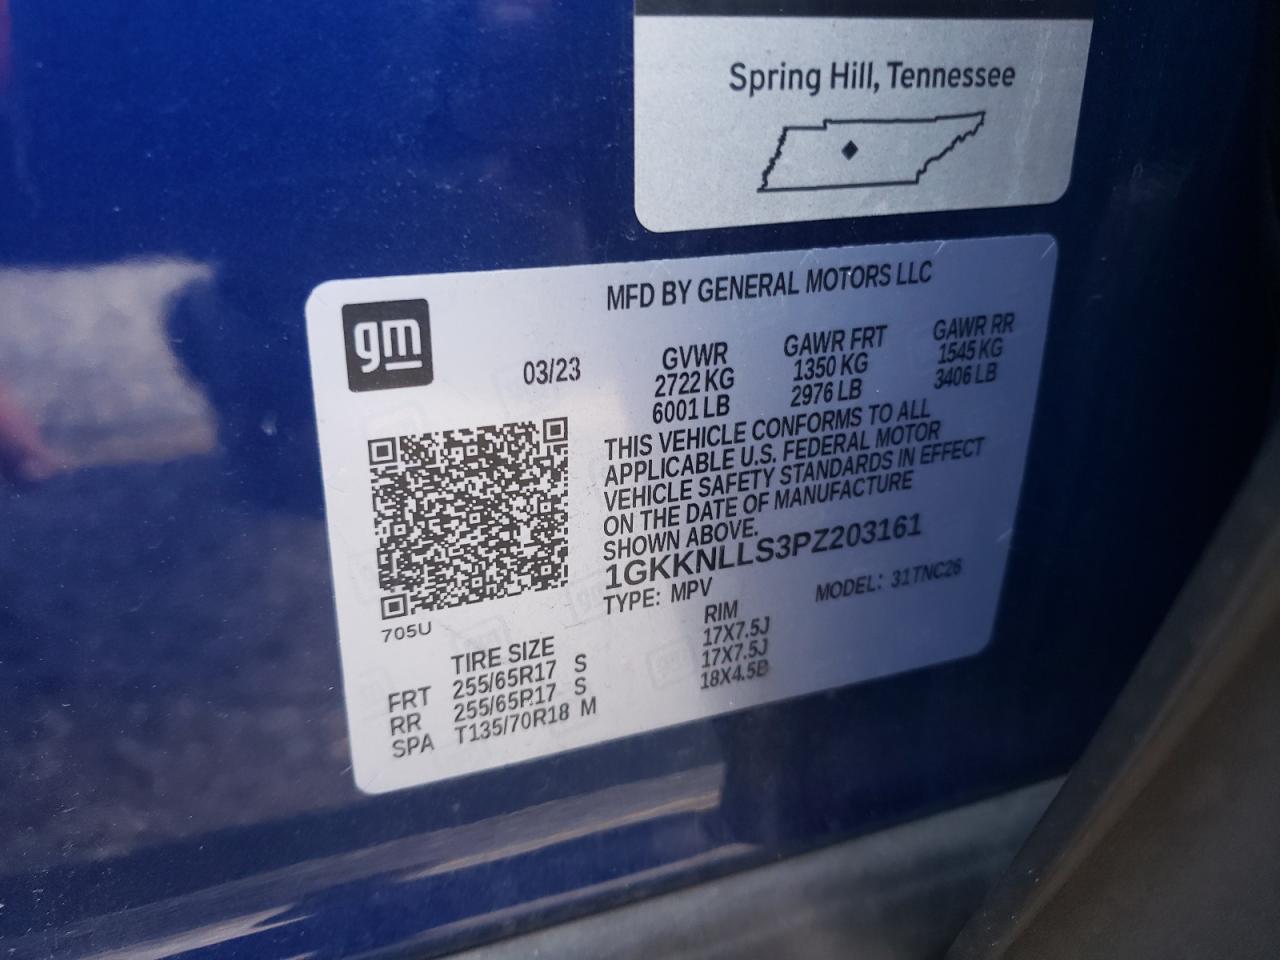 Spring Hill, Tennessee
gm
MFD BY GENERAL MOTORS LLC
03/23
GVWR GAWR FRT GAWR RR
2722 KG 1350 KG 1545 KG
6001 LB 2976 LB 3406 LB
THIS VEHICLE CONFORMS TO ALL
APPLICABLE U.S. FEDERAL MOTOR
VEHICLE SAFETY STANDARDS IN EFFECT
ON THE DATE OF MANUFACTURE
SHOWN ABOVE.
1GKKNLLS3PZ203161
TYPE: MPV MODEL: 31TNC26
705U
TIRE SIZE RIM
FRT 255/65R17 S 17X7.5J
RR 255/65R17 S 17X7.5J
SPA T135/70R18 M 18X4.5B